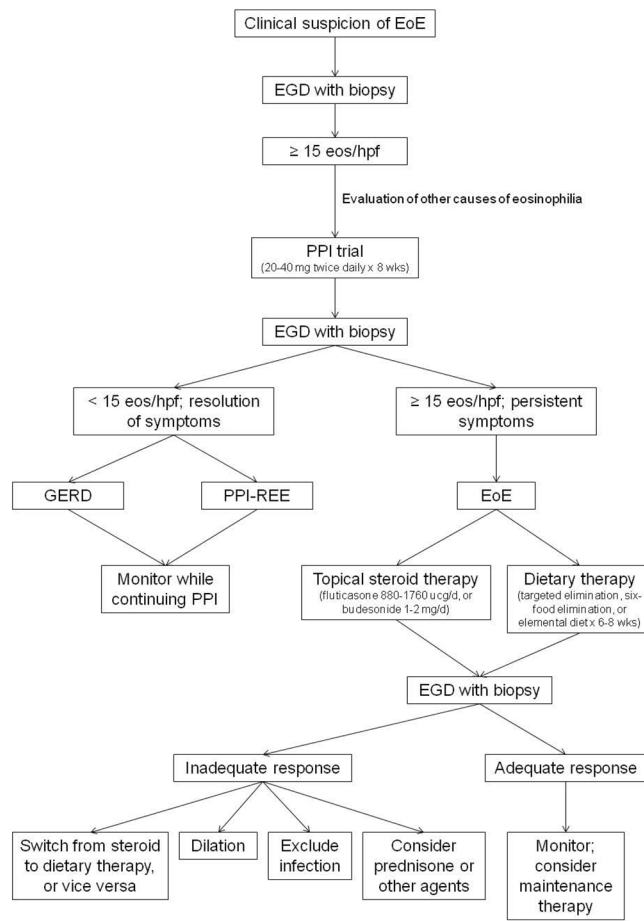 Clinical suspicion of EoE
EGD with biopsy
≥ 15 eos/hpf
Evaluation of other causes of eosinophilia
PPI trial
(20-40 mg twice daily x 8 wks)
EGD with biopsy
< 15 eos/hpf; resolution
of symptoms
≥ 15 eos/hpf; persistent
symptoms
GERD
PPI-REE
EoE
Monitor while
continuing PPI
Topical steroid therapy
(fluticasone 880-1760 ucg/d, or
budesonide 1-2 mg/d)
Dietary therapy
(targeted elimination, six-
food elimination, or
elemental diet x 6-8 wks)
EGD with biopsy
Inadequate response
Adequate response
Switch from steroid
to dietary therapy,
or vice versa
Dilation
Exclude
infection
Consider
prednisone or
other agents
Monitor;
consider
maintenance
therapy